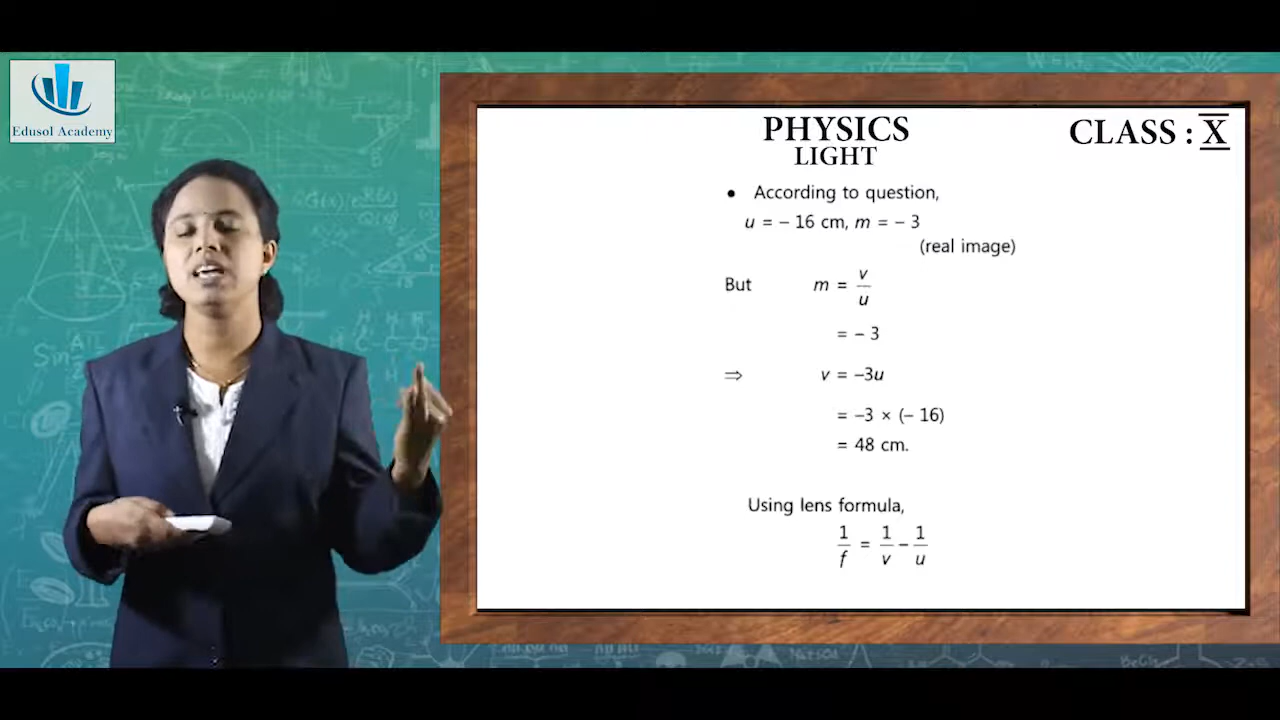 Edusol Academy
PHYSICS
LIGHT
CLASS : X
• According to question,
u = – 16 cm, m = – 3
(real image)
But m = v/u
= – 3
⇒ v = –3u
= –3 × (– 16)
= 48 cm.
Using lens formula,
1/f = 1/v – 1/u